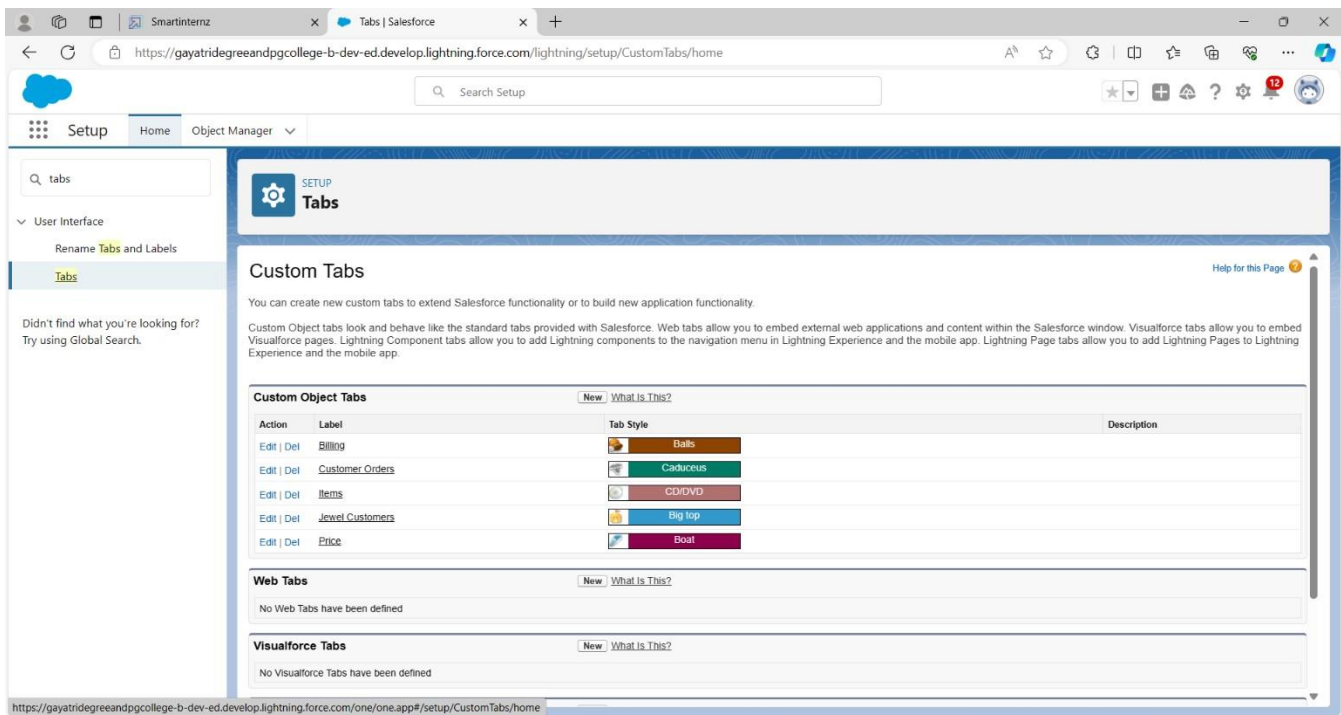 Smartinternz
Tabs | Salesforce
https://gayatridegreeandpgcollege-b-dev-ed.develop.lightning.force.com/lightning/setup/CustomTabs/home
Search Setup
12
Setup
Home
Object Manager
tabs
User Interface
Rename Tabs and Labels
Tabs
Didn't find what you're looking for?
Try using Global Search.
SETUP
Tabs
Custom Tabs
Help for this Page
You can create new custom tabs to extend Salesforce functionality or to build new application functionality.
Custom Object tabs look and behave like the standard tabs provided with Salesforce. Web tabs allow you to embed external web applications and content within the Salesforce window. Visualforce tabs allow you to embed
Visualforce pages. Lightning Component tabs allow you to add Lightning components to the navigation menu in Lightning Experience and the mobile app. Lightning Page tabs allow you to add Lightning Pages to Lightning
Experience and the mobile app.
Custom Object Tabs New What Is This?
Action Label Tab Style Description
Edit | Del Billing Balls
Edit | Del Customer Orders Caduceus
Edit | Del Items CD/DVD
Edit | Del Jewel Customers Big top
Edit | Del Price Boat
Web Tabs New What Is This?
No Web Tabs have been defined
Visualforce Tabs New What Is This?
No Visualforce Tabs have been defined
https://gayatridegreeandpgcollege-b-dev-ed.develop.lightning.force.com/one/one.app#/setup/CustomTabs/home